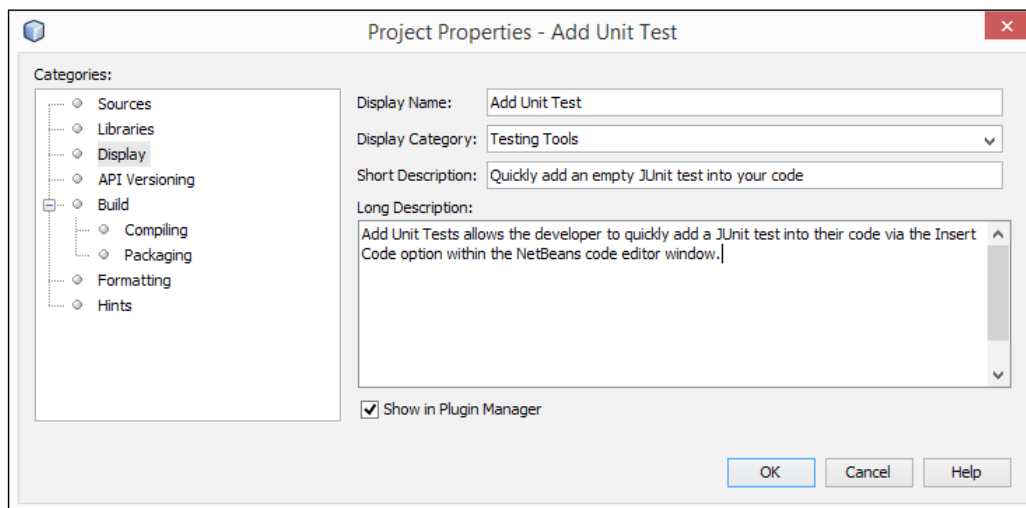 Project Properties - Add Unit Test
Categories:
Sources
Libraries
Display
API Versioning
Build
Compiling
Packaging
Formatting
Hints
Display Name: Add Unit Test
Display Category: Testing Tools
Short Description: Quickly add an empty JUnit test into your code
Long Description:
Add Unit Tests allows the developer to quickly add a JUnit test into their code via the Insert
Code option within the NetBeans code editor window.
Show in Plugin Manager
OK Cancel Help